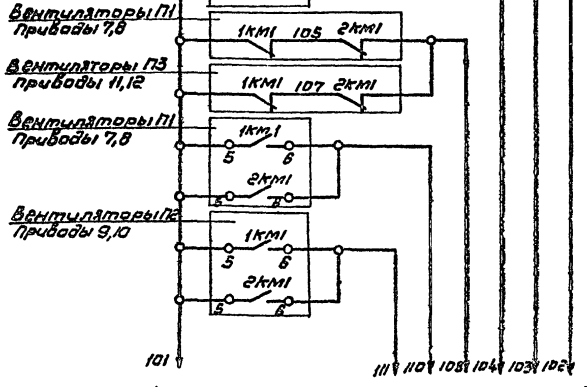 Вентиляторы П1
Приводы 7,8
1КМ1 105 2КМ1
Вентиляторы П3
Приводы 11,12
1КМ1 107 2КМ1
Вентиляторы П1
Приводы 7,8
1КМ1
5 6
2КМ1
5 6
Вентиляторы П2
Приводы 9,10
1КМ1
5 6
2КМ1
5 6
101 111 110 108 104 103 102